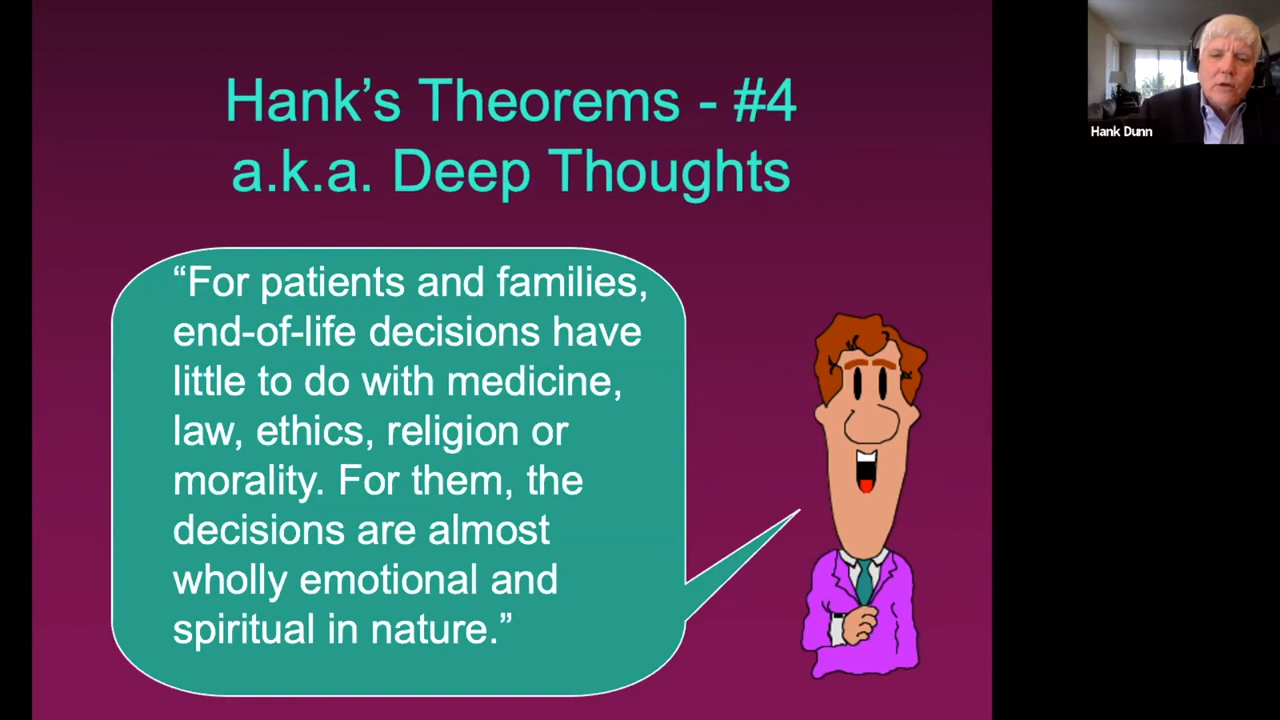 Hank’s Theorems - #4
a.k.a. Deep Thoughts
“For patients and families,
end-of-life decisions have
little to do with medicine,
law, ethics, religion or
morality. For them, the
decisions are almost
wholly emotional and
spiritual in nature.”
Hank Dunn